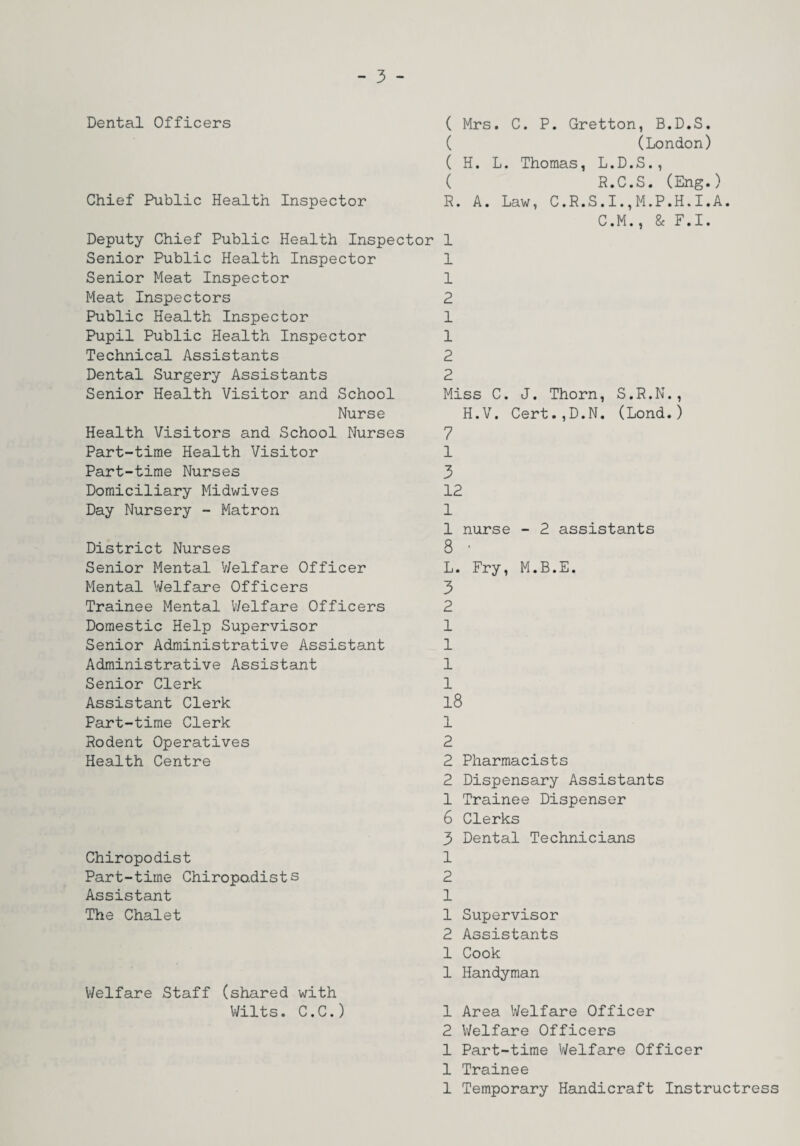 - 3 -
Dental Officers ( Mrs. C. P. Gretton, B.D.S.
( (London)
( H. L. Thomas, L.D.S.,
( R.C.S. (Eng.)
Chief Public Health Inspector R. A. Law, C.R.S.I.,M.P.H.I.A.
C.M., & F.I.
Deputy Chief Public Health Inspector 1
Senior Public Health Inspector 1
Senior Meat Inspector 1
Meat Inspectors 2
Public Health Inspector 1
Pupil Public Health Inspector 1
Technical Assistants 2
Dental Surgery Assistants 2
Senior Health Visitor and School Miss C. J. Thorn, S.R.N.,
Nurse H.V. Cert.,D.N. (Lond.)
Health Visitors and School Nurses 7
Part-time Health Visitor 1
Part-time Nurses 3
Domiciliary Midwives 12
Day Nursery - Matron 1
1 nurse - 2 assistants
District Nurses 8
Senior Mental Welfare Officer L. Fry, M.B.E.
Mental Welfare Officers 3
Trainee Mental Welfare Officers 2
Domestic Help Supervisor 1
Senior Administrative Assistant 1
Administrative Assistant 1
Senior Clerk 1
Assistant Clerk 18
Part-time Clerk 1
Rodent Operatives 2
Health Centre 2 Pharmacists
2 Dispensary Assistants
1 Trainee Dispenser
6 Clerks
3 Dental Technicians
Chiropodist 1
Part-time Chiropodists 2
Assistant 1
The Chalet 1 Supervisor
2 Assistants
1 Cook
1 Handyman
Welfare Staff (shared with
Wilts. C.C.) 1 Area Welfare Officer
2 Welfare Officers
1 Part-time Welfare Officer
1 Trainee
1 Temporary Handicraft Instructress